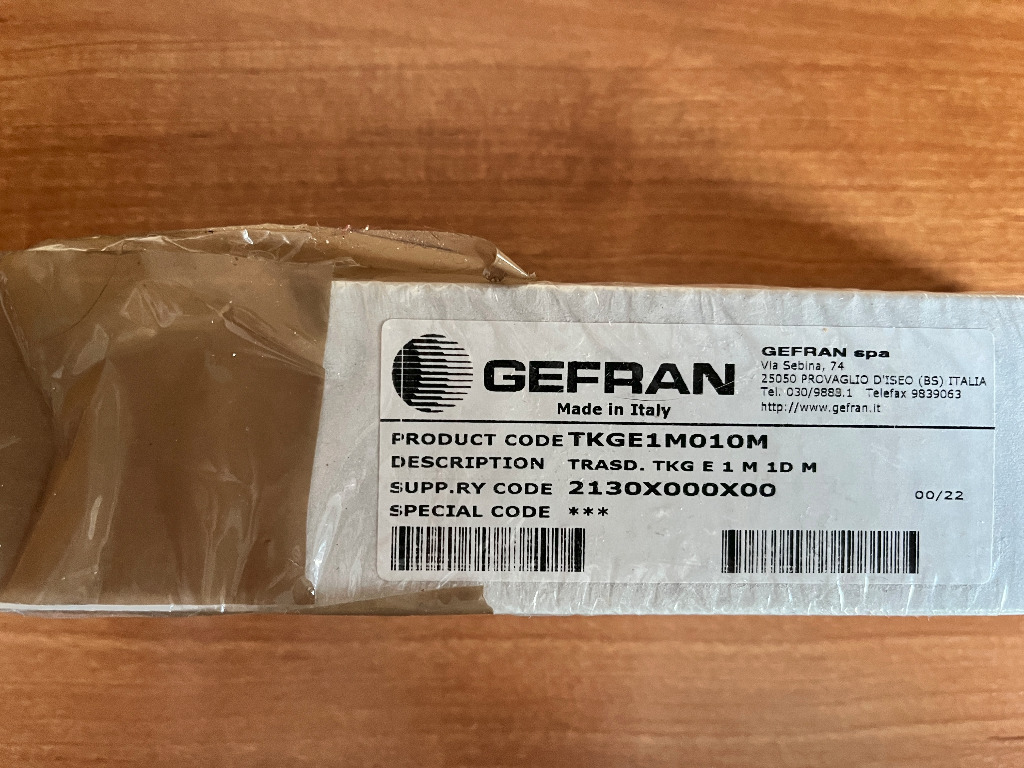 GEFRAN
Made in Italy
GEFRAN spa
Via Sebina, 74
25050 PROVAGLIO D'ISEO (BS) ITALIA
Tel. 030/9888.1 Telefax 9839063
http://www.gefran.it
PRODUCT CODE TKGE1M010M
DESCRIPTION TRASD. TKG E 1 M 1D M
SUPP.RY CODE 2130X000X00 00/22
SPECIAL CODE ***